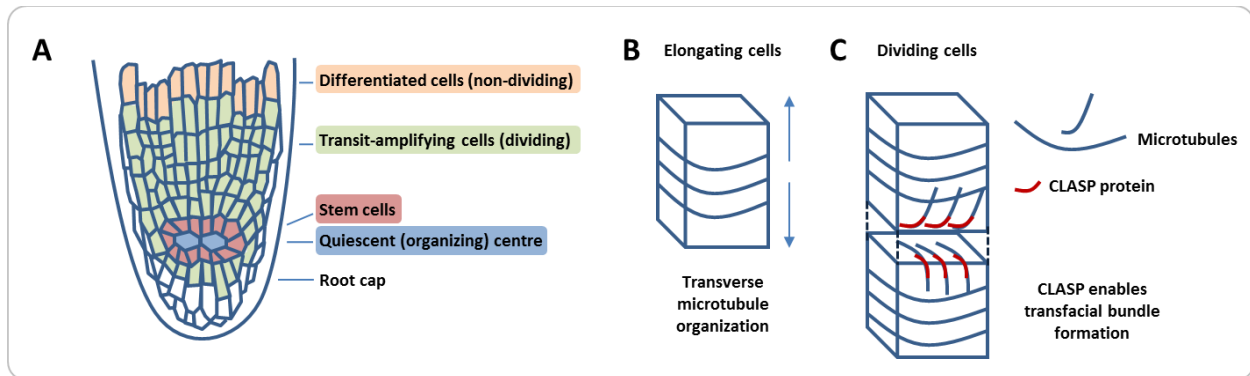 A
Differentiated cells (non-dividing)
Transit-amplifying cells (dividing)
Stem cells
Quiescent (organizing) centre
Root cap
B
Elongating cells
Transverse
microtubule
organization
C
Dividing cells
Microtubules
CLASP protein
CLASP enables
transfacial bundle
formation